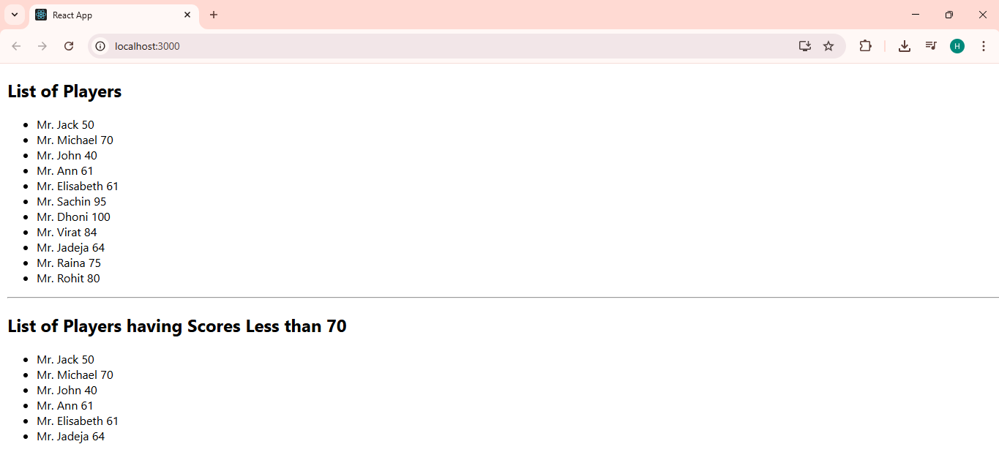 React App
localhost:3000
H
List of Players
Mr. Jack 50
Mr. Michael 70
Mr. John 40
Mr. Ann 61
Mr. Elisabeth 61
Mr. Sachin 95
Mr. Dhoni 100
Mr. Virat 84
Mr. Jadeja 64
Mr. Raina 75
Mr. Rohit 80
List of Players having Scores Less than 70
Mr. Jack 50
Mr. Michael 70
Mr. John 40
Mr. Ann 61
Mr. Elisabeth 61
Mr. Jadeja 64